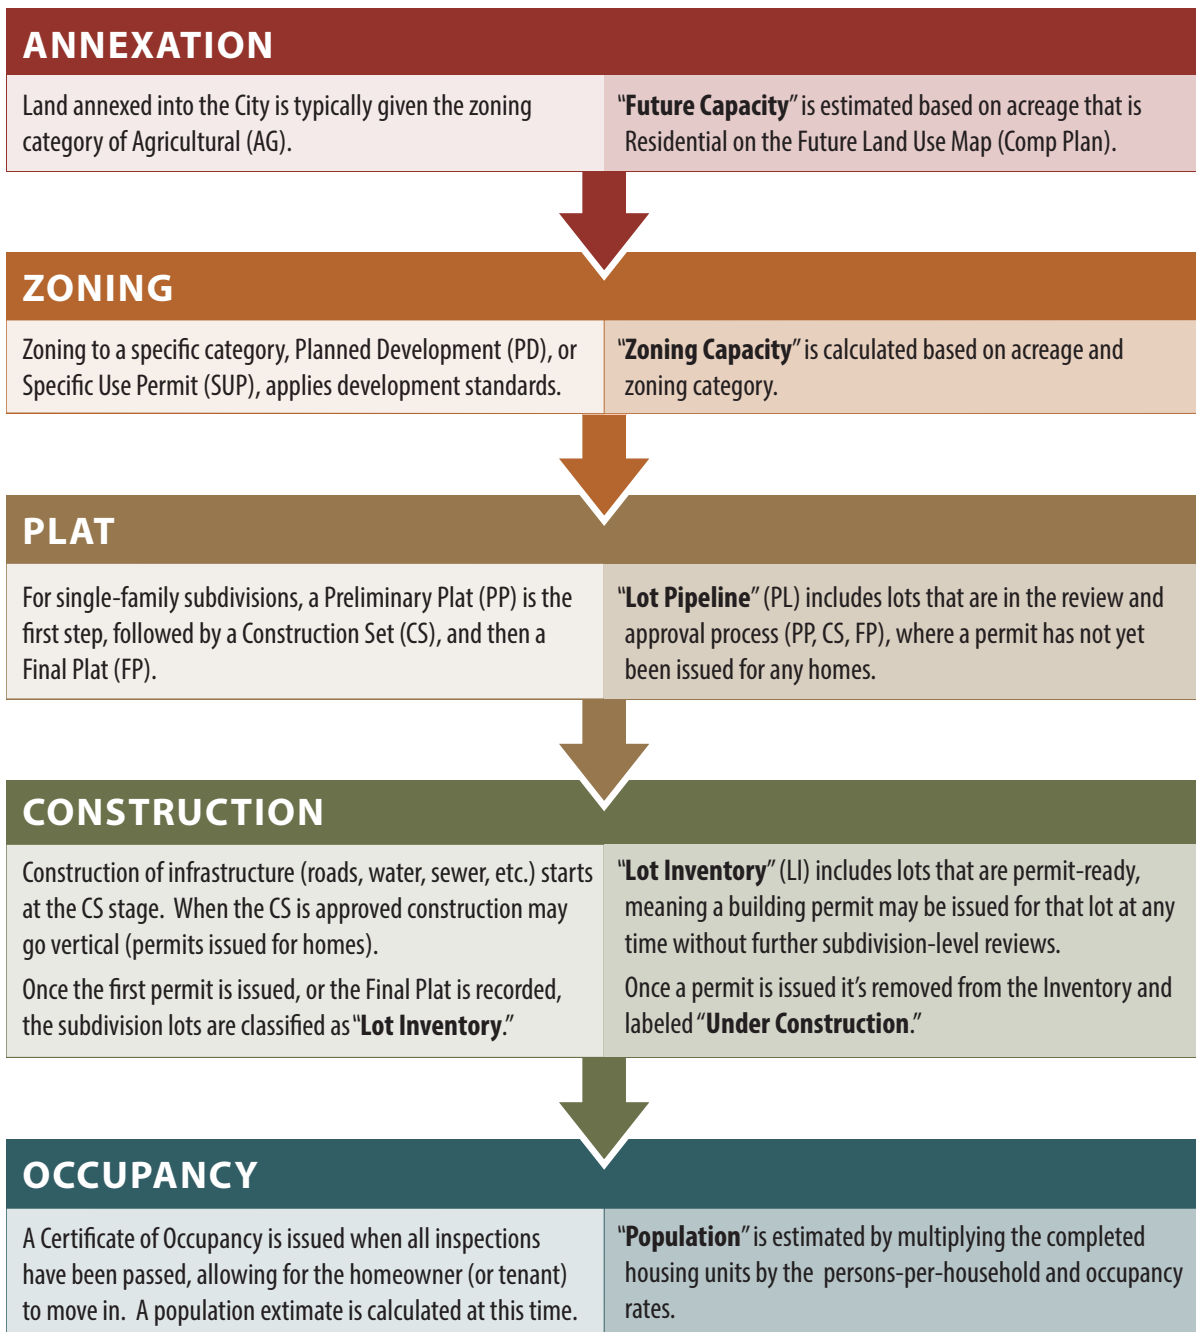 ANNEXATION
Land annexed into the City is typically given the zoning
category of Agricultural (AG).
“Future Capacity” is estimated based on acreage that is
Residential on the Future Land Use Map (Comp Plan).
ZONING
Zoning to a specific category, Planned Development (PD), or
Specific Use Permit (SUP), applies development standards.
“Zoning Capacity” is calculated based on acreage and
zoning category.
PLAT
For single-family subdivisions, a Preliminary Plat (PP) is the
first step, followed by a Construction Set (CS), and then a
Final Plat (FP).
“Lot Pipeline” (PL) includes lots that are in the review and
approval process (PP, CS, FP), where a permit has not yet
been issued for any homes.
CONSTRUCTION
Construction of infrastructure (roads, water, sewer, etc.) starts
at the CS stage.  When the CS is approved construction may
go vertical (permits issued for homes).
Once the first permit is issued, or the Final Plat is recorded,
the subdivision lots are classified as “Lot Inventory.”
“Lot Inventory” (LI) includes lots that are permit-ready,
meaning a building permit may be issued for that lot at any
time without further subdivision-level reviews.
Once a permit is issued it’s removed from the Inventory and
labeled “Under Construction.”
OCCUPANCY
A Certificate of Occupancy is issued when all inspections
have been passed, allowing for the homeowner (or tenant)
to move in.  A population extimate is calculated at this time.
“Population” is estimated by multiplying the completed
housing units by the  persons-per-household and occupancy
rates.